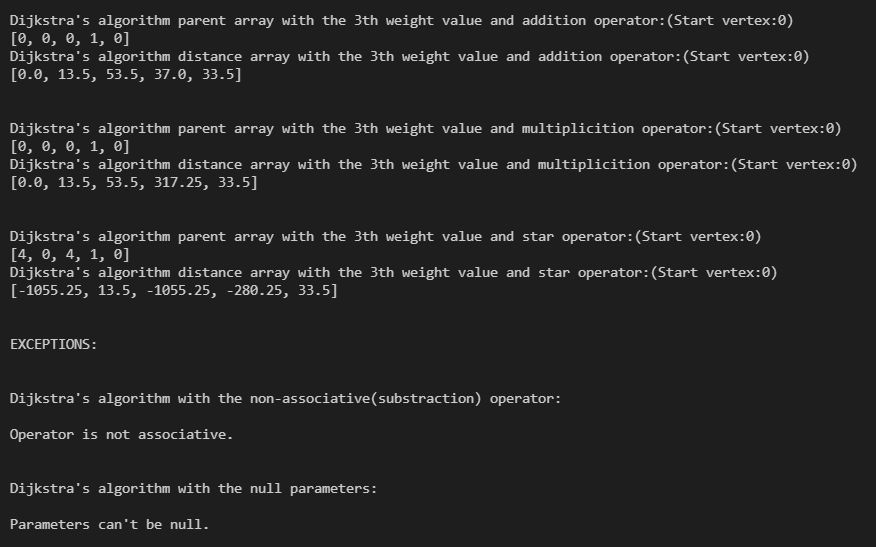 Dijkstra's algorithm parent array with the 3th weight value and addition operator:(Start vertex:0)
[0, 0, 0, 1, 0]
Dijkstra's algorithm distance array with the 3th weight value and addition operator:(Start vertex:0)
[0.0, 13.5, 53.5, 37.0, 33.5]
Dijkstra's algorithm parent array with the 3th weight value and multiplicition operator:(Start vertex:0)
[0, 0, 0, 1, 0]
Dijkstra's algorithm distance array with the 3th weight value and multiplicition operator:(Start vertex:0)
[0.0, 13.5, 53.5, 317.25, 33.5]
Dijkstra's algorithm parent array with the 3th weight value and star operator:(Start vertex:0)
[4, 0, 4, 1, 0]
Dijkstra's algorithm distance array with the 3th weight value and star operator:(Start vertex:0)
[-1055.25, 13.5, -1055.25, -280.25, 33.5]
EXCEPTIONS:
Dijkstra's algorithm with the non-associative(substraction) operator:
Operator is not associative.
Dijkstra's algorithm with the null parameters:
Parameters can't be null.